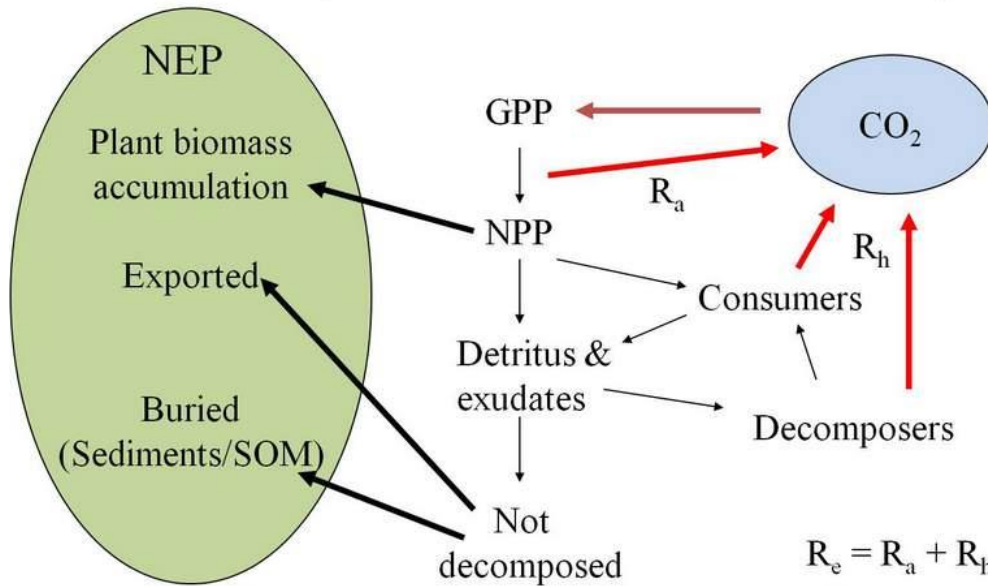 NEP
Plant biomass
accumulation
Exported
Buried
(Sediments/SOM)
GPP
CO₂
Rₐ
NPP
Rₕ
Consumers
Detritus &
exudates
Decomposers
Not
decomposed
Rₑ = Rₐ + Rₕ